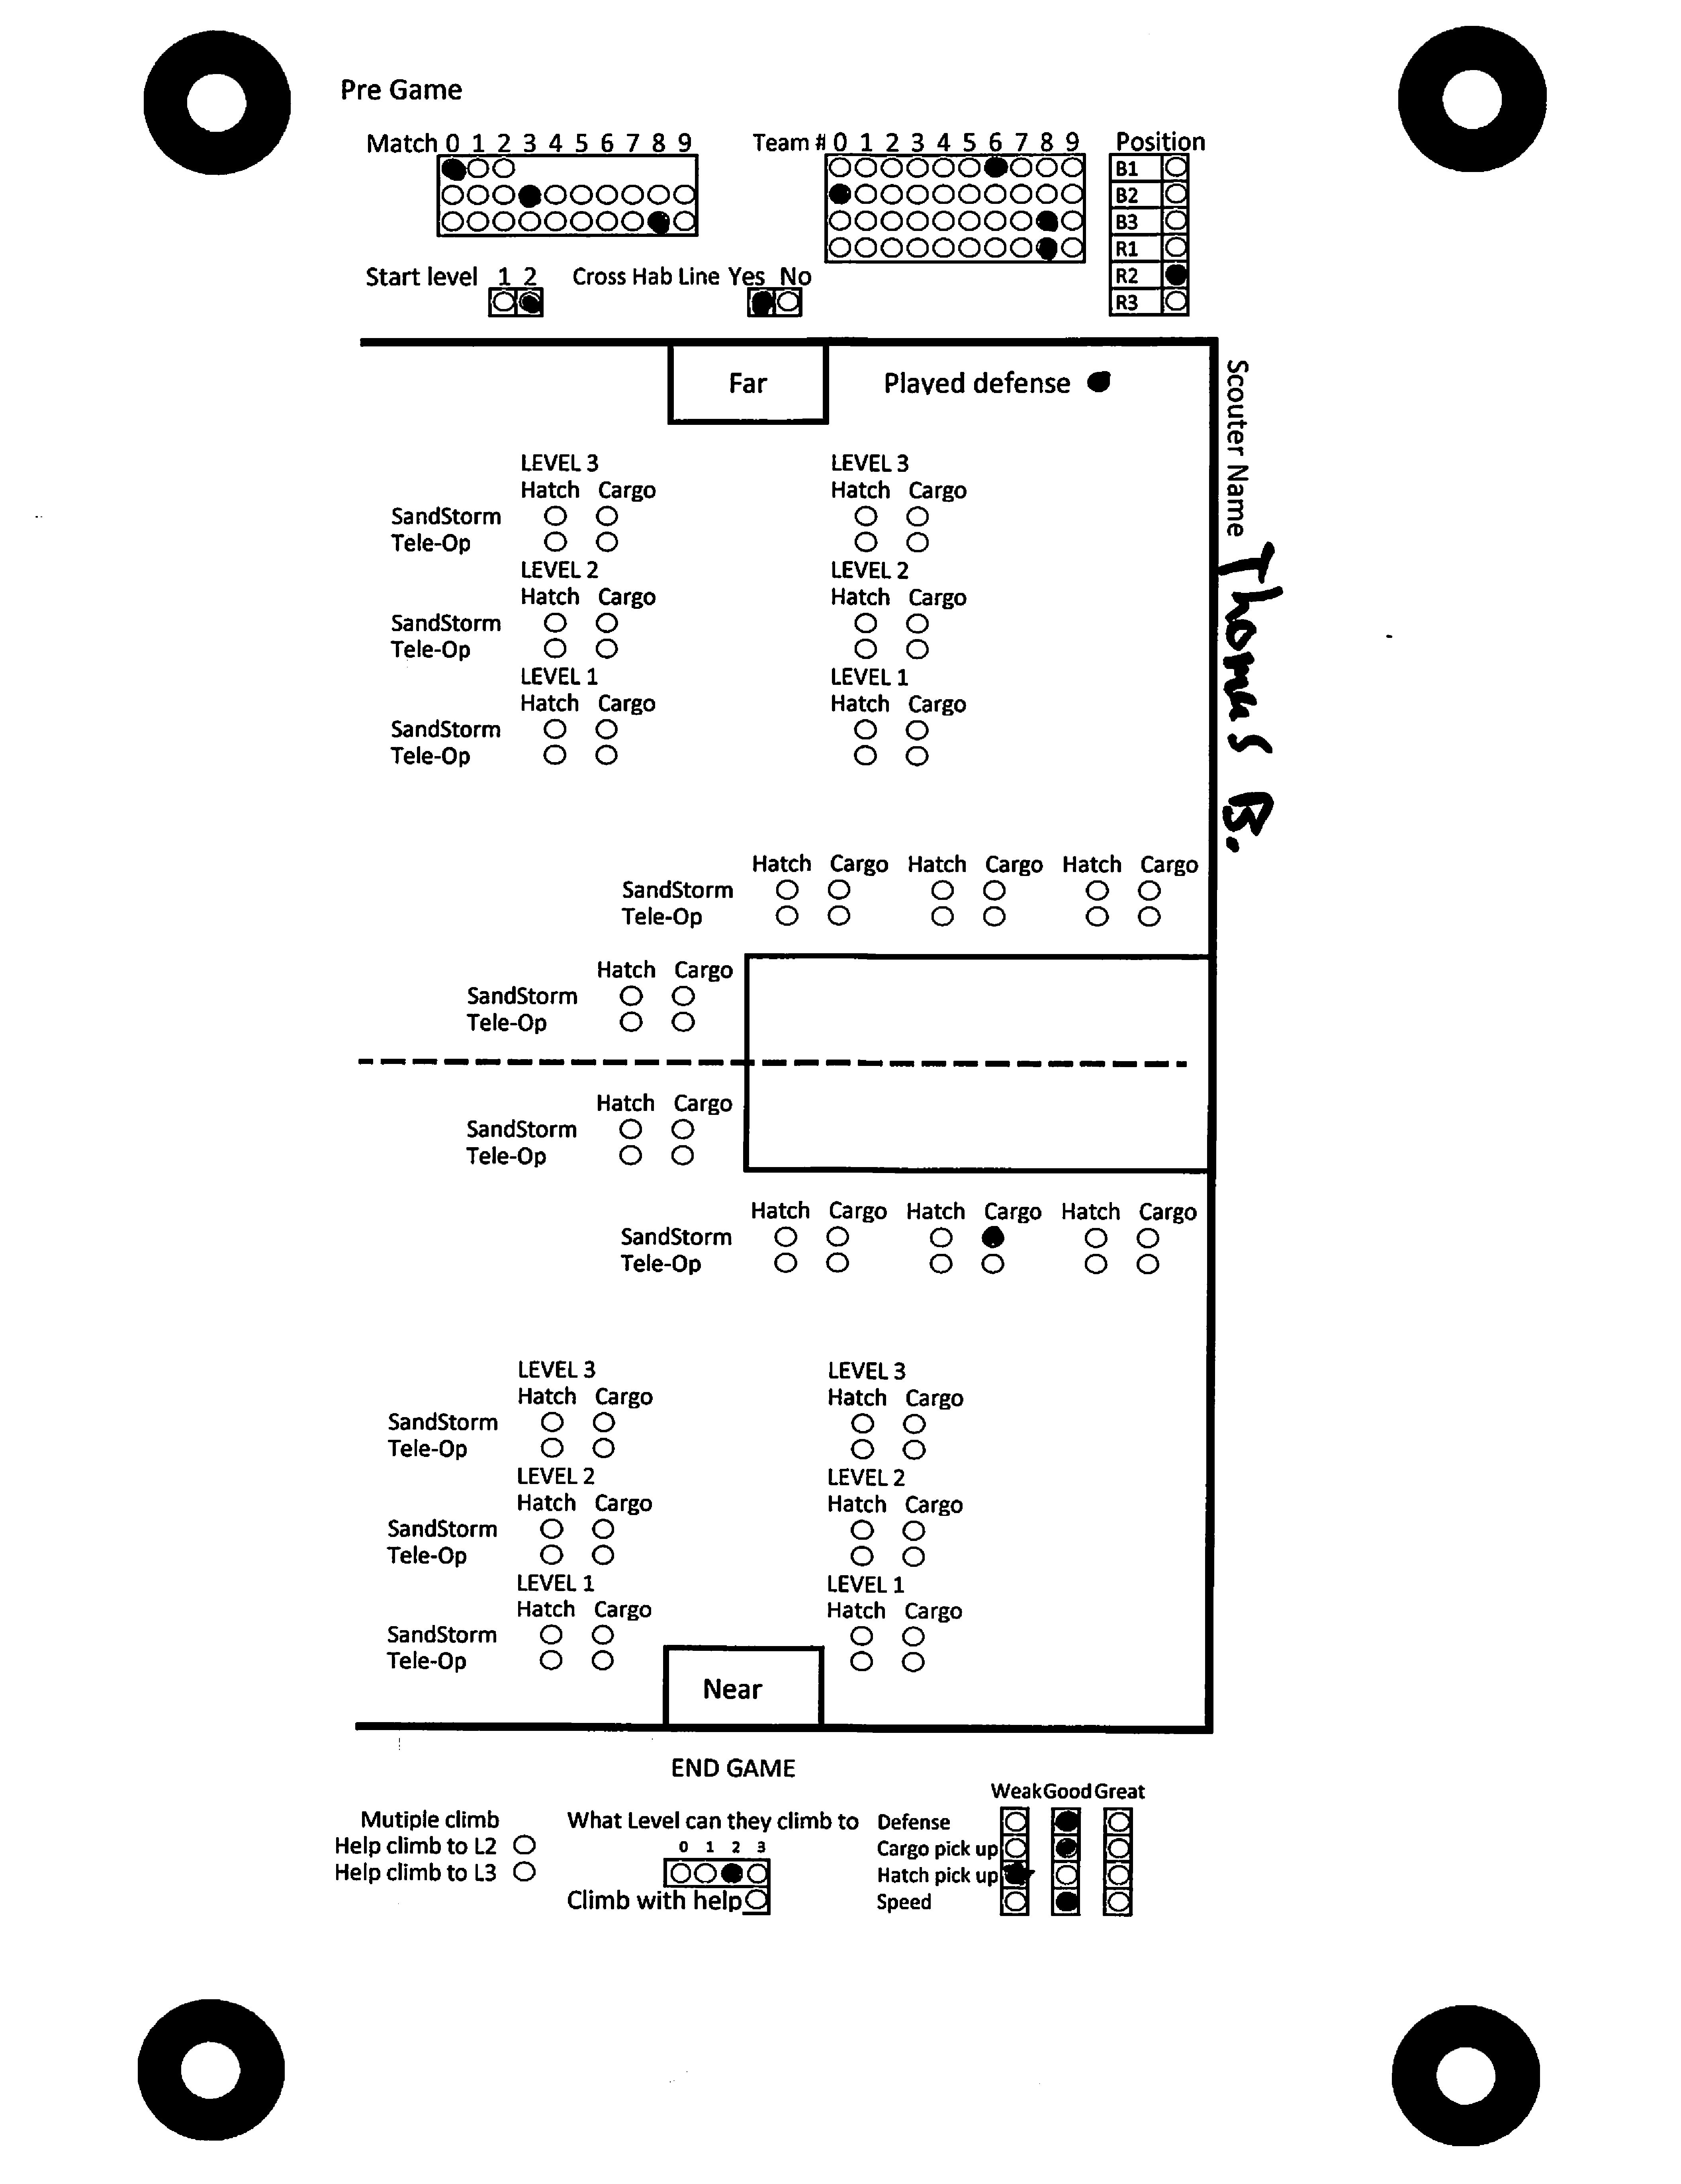 Pre Game
Match 0 1 2 3 4 5 6 7 8 9
Team # 0 1 2 3 4 5 6 7 8 9
Position
B1
B2
B3
R1
R2
R3
Start level 1 2
Cross Hab Line Yes No
Far
Played defense
Scouter Name Thomas B.
LEVEL 3 LEVEL 3
Hatch Cargo Hatch Cargo
SandStorm
Tele-Op
LEVEL 2 LEVEL 2
Hatch Cargo Hatch Cargo
SandStorm
Tele-Op
LEVEL 1 LEVEL 1
Hatch Cargo Hatch Cargo
SandStorm
Tele-Op
Hatch Cargo Hatch Cargo Hatch Cargo
SandStorm
Tele-Op
Hatch Cargo
SandStorm
Tele-Op
Hatch Cargo
SandStorm
Tele-Op
Hatch Cargo Hatch Cargo Hatch Cargo
SandStorm
Tele-Op
LEVEL 3 LEVEL 3
Hatch Cargo Hatch Cargo
SandStorm
Tele-Op
LEVEL 2 LEVEL 2
Hatch Cargo Hatch Cargo
SandStorm
Tele-Op
LEVEL 1 LEVEL 1
Hatch Cargo Hatch Cargo
SandStorm
Tele-Op
Near
END GAME
Mutiple climb
Help climb to L2
Help climb to L3
What Level can they climb to
0 1 2 3
Climb with help
Weak Good Great
Defense
Cargo pick up
Hatch pick up
Speed